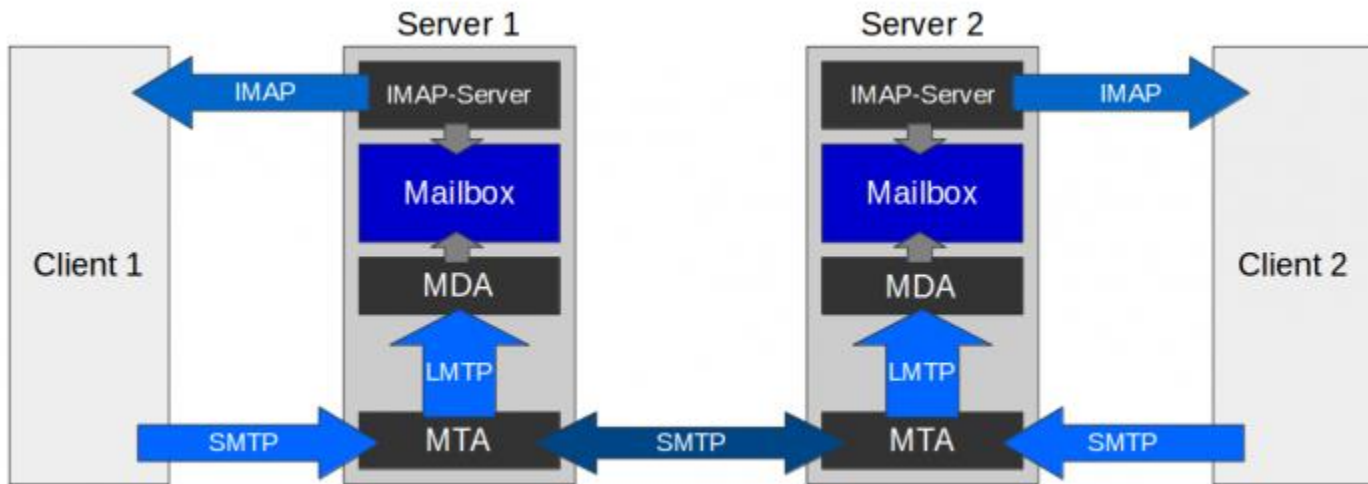 Server 1
Server 2
IMAP
IMAP-Server
IMAP-Server
IMAP
Mailbox
Mailbox
Client 1
MDA
MDA
Client 2
LMTP
LMTP
SMTP
MTA
SMTP
MTA
SMTP